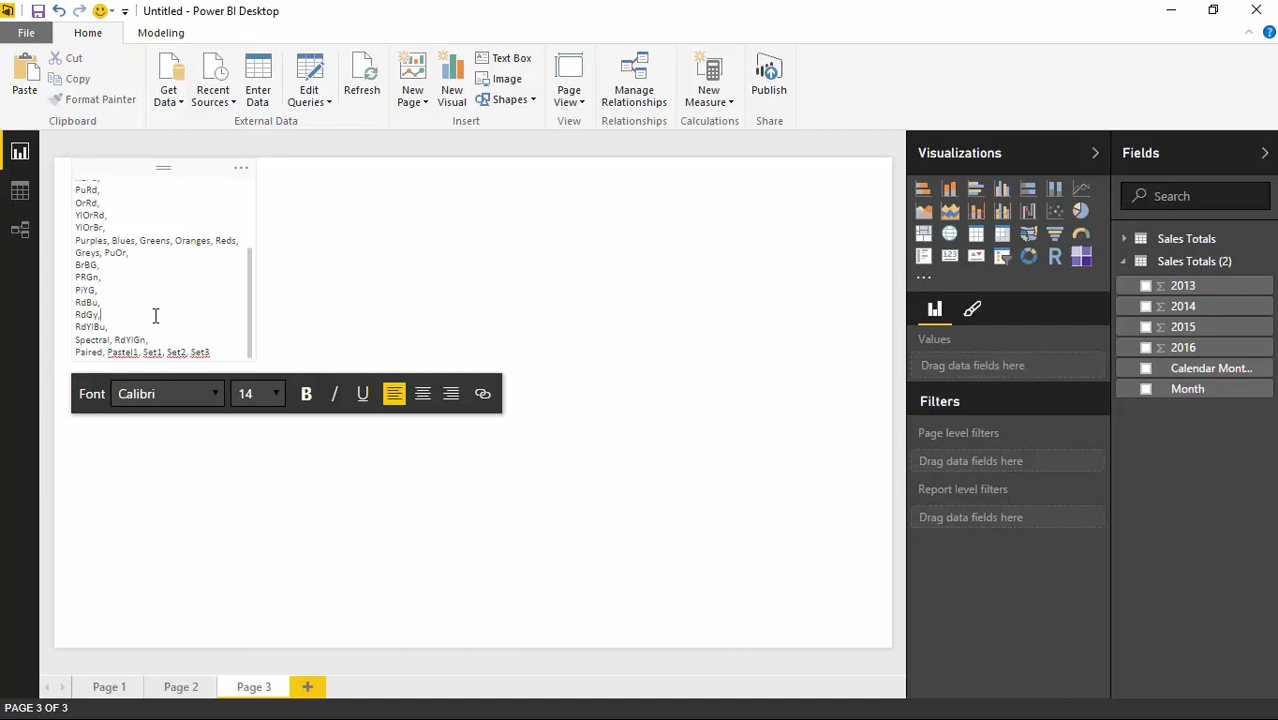 Untitled - Power BI Desktop
File
Home
Modeling
Paste
Cut
Copy
Format Painter
Clipboard
Get Data
Recent Sources
Enter Data
Edit Queries
Refresh
External Data
New Page
New Visual
Text Box
Image
Shapes
Insert
Page View
View
Manage Relationships
Relationships
New Measure
Calculations
Publish
Share
PuRd,
OrRd,
YlOrRd,
YlOrBr,
Purples, Blues, Greens, Oranges, Reds,
Greys, PuOr,
BrBG,
PRGn,
PiYG,
RdBu,
RdGy,
RdYlBu,
Spectral, RdYlGn,
Paired, Pastel1, Set1, Set2, Set3
Font
Calibri
14
B
I
U
Visualizations
R
Values
Drag data fields here
Filters
Page level filters
Drag data fields here
Report level filters
Drag data fields here
Fields
Search
Sales Totals
Sales Totals (2)
2013
2014
2015
2016
Calendar Mont...
Month
Page 1
Page 2
Page 3
PAGE 3 OF 3